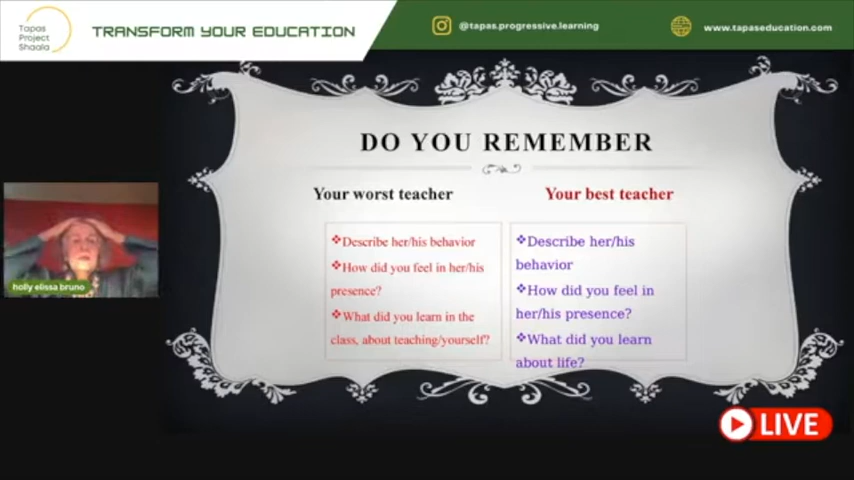 Tapas
Project
Shaala
TRANSFORM YOUR EDUCATION
@tapas.progressive.learning
www.tapaseducation.com
DO YOU REMEMBER
Your worst teacher
❖Describe her/his behavior
❖How did you feel in her/his
presence?
❖What did you learn in the
class, about teaching/yourself?
Your best teacher
❖Describe her/his
behavior
❖How did you feel in
her/his presence?
❖What did you learn
about life?
holly elissa bruno
LIVE